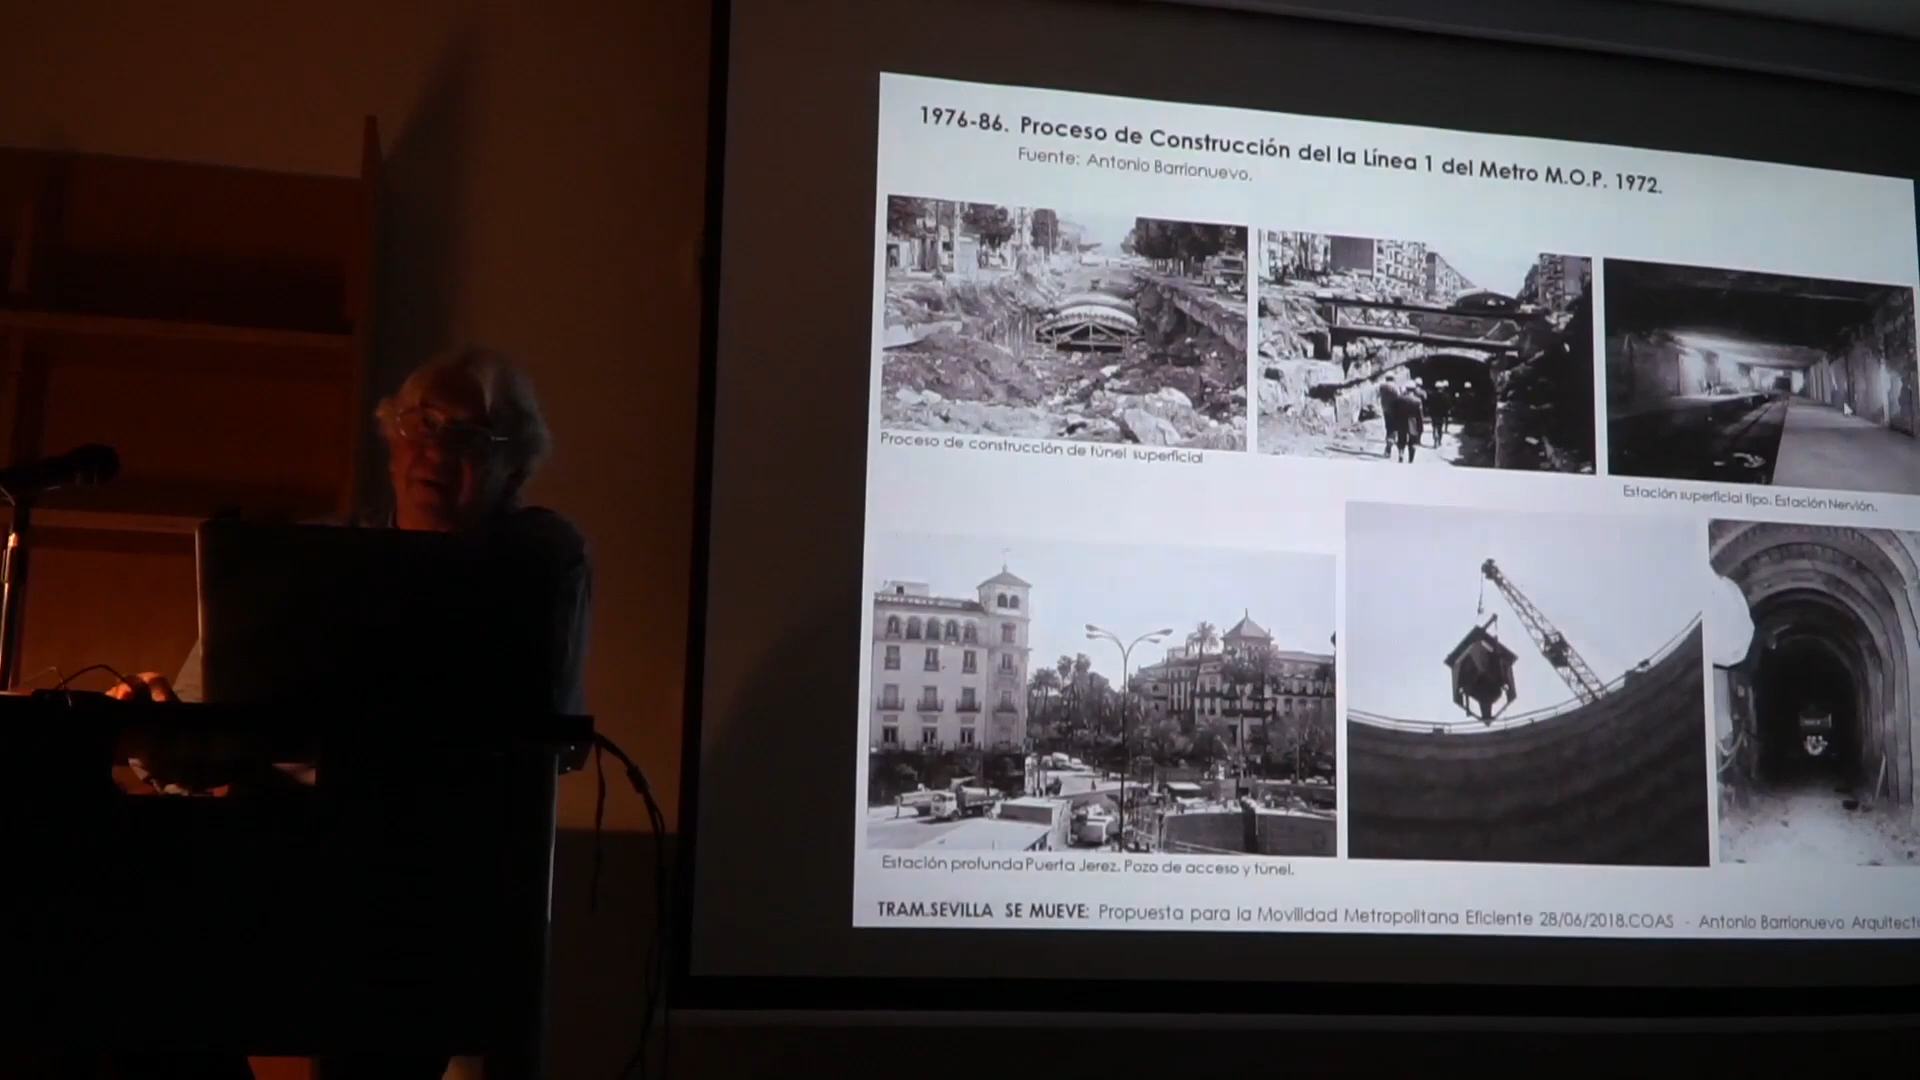 1976-86. Proceso de Construcción del la Línea 1 del Metro M.O.P. 1972.
Fuente: Antonio Barrionuevo.
Proceso de construcción de túnel superficial
Estación superficial tipo. Estación Nervión.
Estación profunda Puerta Jerez. Pozo de acceso y túnel.
TRAM.SEVILLA SE MUEVE: Propuesta para la Movilidad Metropolitana Eficiente 28/06/2018.COAS - Antonio Barrionuevo Arquitect